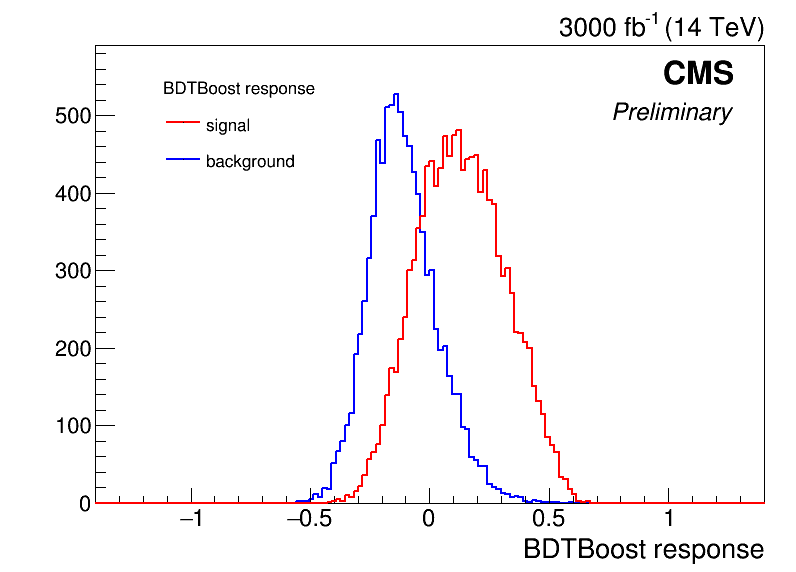 3000 fb⁻¹ (14 TeV)
CMS
Preliminary
BDTBoost response
signal
background
500
400
300
200
100
0
−1 −0.5 0 0.5 1
BDTBoost response